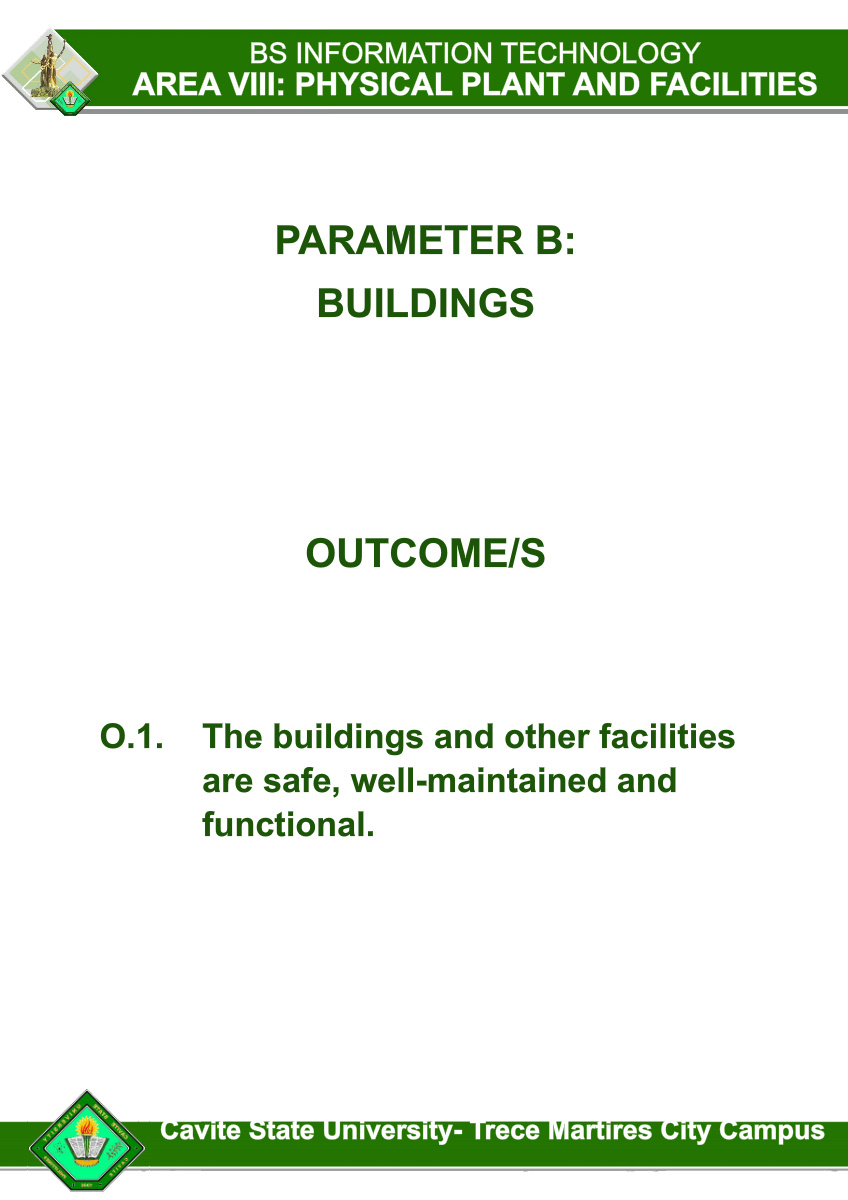 BS INFORMATION TECHNOLOGY
AREA VIII: PHYSICAL PLANT AND FACILITIES
PARAMETER B:
BUILDINGS
OUTCOME/S
O.1. The buildings and other facilities
are safe, well-maintained and
functional.
Cavite State University- Trece Martires City Campus